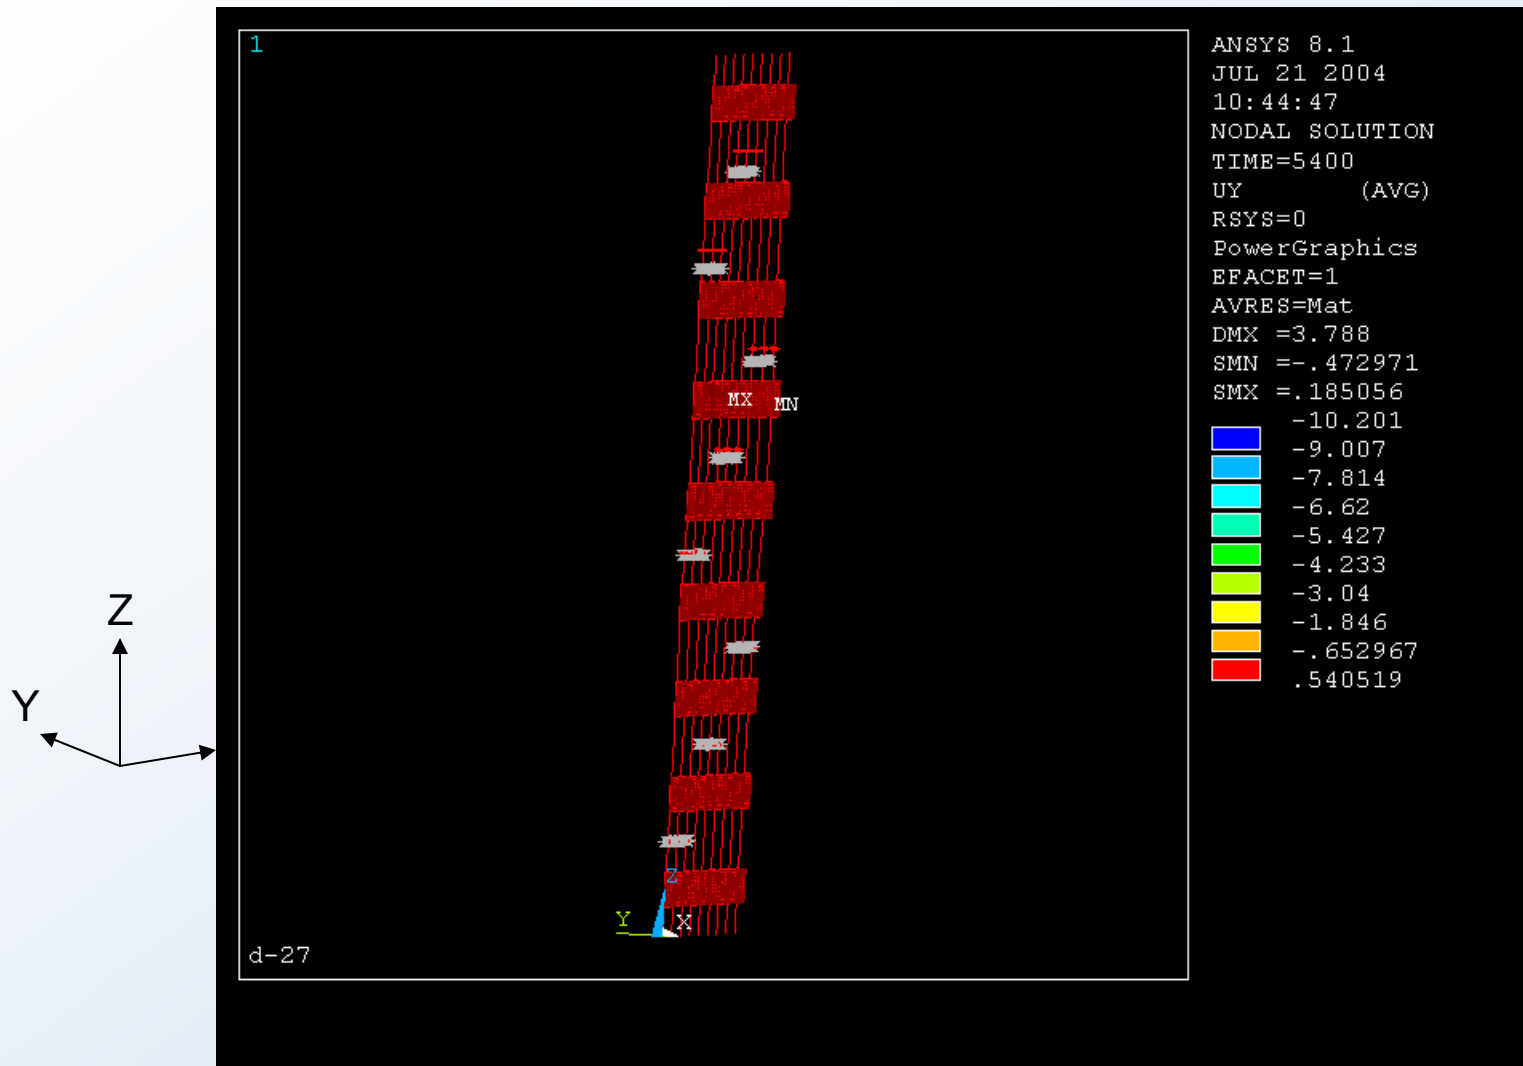 1
ANSYS 8.1
JUL 21 2004
10:44:47
NODAL SOLUTION
TIME=5400
UY (AVG)
RSYS=0
PowerGraphics
EFACET=1
AVRES=Mat
DMX =3.788
SMN =-.472971
SMX =.185056
-10.201
-9.007
-7.814
-6.62
-5.427
-4.233
-3.04
-1.846
-.652967
.540519
MX
MN
Z
Y
Z
Y
X
d-27